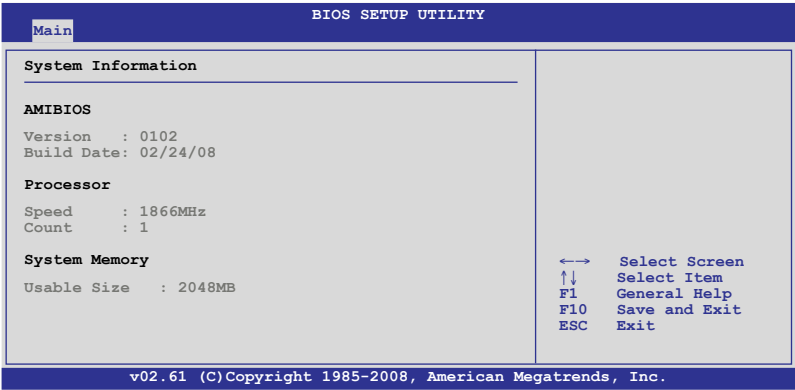 BIOS SETUP UTILITY
Main
System Information
AMIBIOS
Version : 0102
Build Date: 02/24/08
Processor
Speed : 1866MHz
Count : 1
System Memory
Usable Size : 2048MB
←→ Select Screen
↑↓ Select Item
F1 General Help
F10 Save and Exit
ESC Exit
v02.61 (C)Copyright 1985-2008, American Megatrends, Inc.